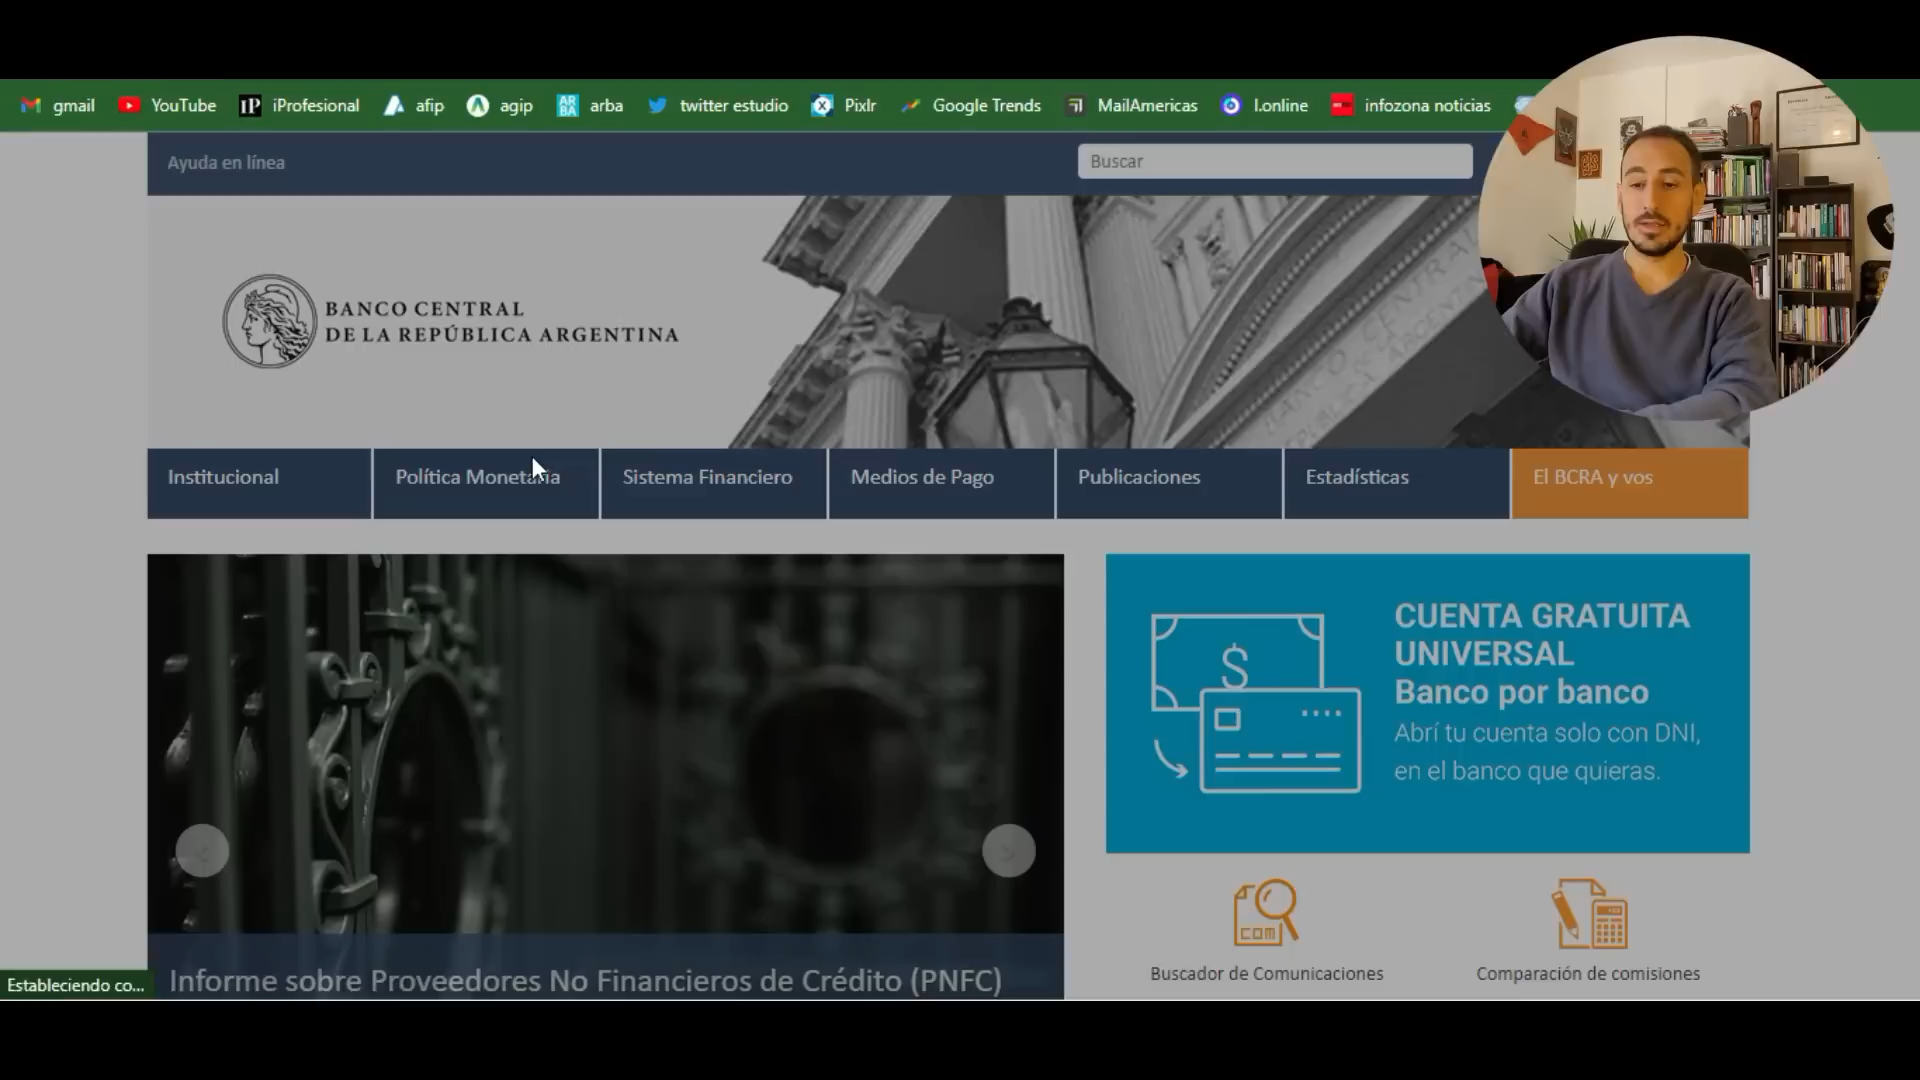 gmail YouTube iProfesional afip agip arba twitter estudio Pixlr Google Trends MailAmericas I.online infozona noticias
Ayuda en línea
Buscar
BANCO CENTRAL
DE LA REPÚBLICA ARGENTINA
Institucional
Política Monetaria
Sistema Financiero
Medios de Pago
Publicaciones
Estadísticas
El BCRA y vos
CUENTA GRATUITA
UNIVERSAL
Banco por banco
Abrí tu cuenta solo con DNI,
en el banco que quieras.
$
com
Buscador de Comunicaciones
Comparación de comisiones
Informe sobre Proveedores No Financieros de Crédito (PNFC)
Estableciendo co...